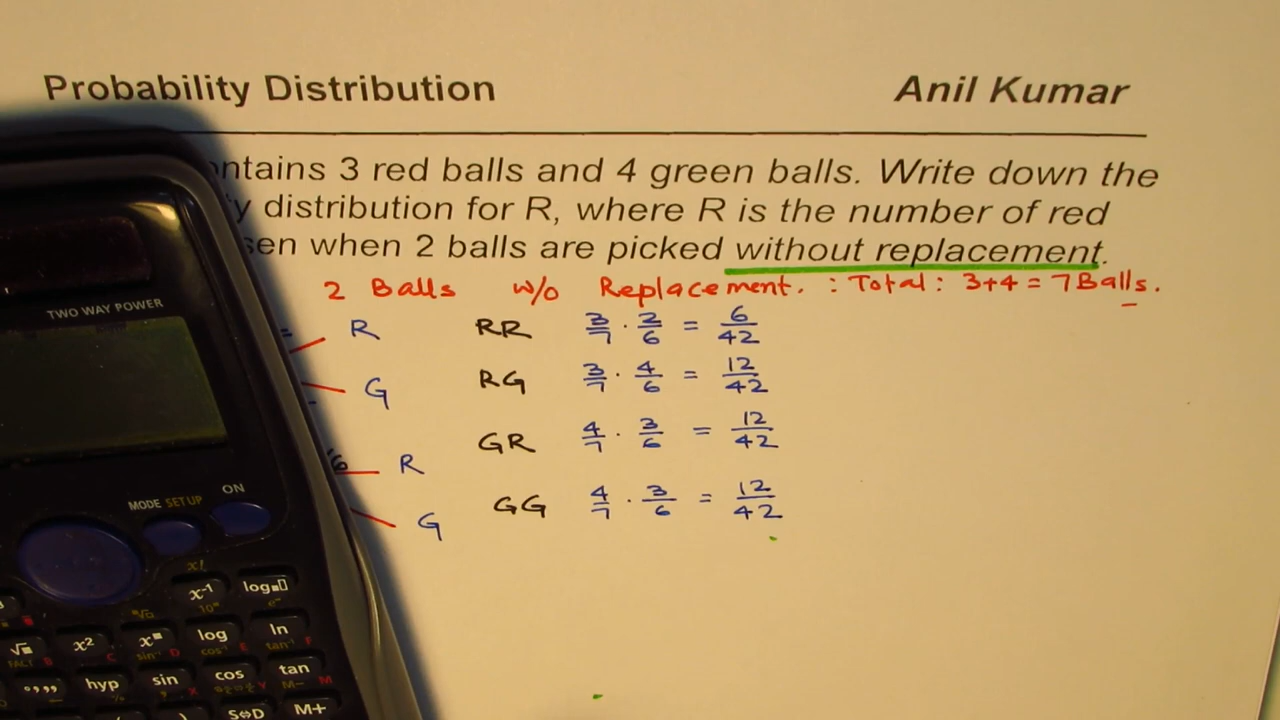 Probability Distribution Anil Kumar
ntains 3 red balls and 4 green balls. Write down the
y distribution for R, where R is the number of red
sen when 2 balls are picked without replacement.
2 Balls w/o Replacement. : Total: 3+4 = 7 Balls.
R RR 3/7 · 2/6 = 6/42
G RG 3/7 · 4/6 = 12/42
R GR 4/7 · 3/6 = 12/42
G GG 4/7 · 3/6 = 12/42
TWO WAY POWER
MODE SETUP ON
x!
x⁻¹ log
x² log ln
hyp sin cos tan
S⇔D M+